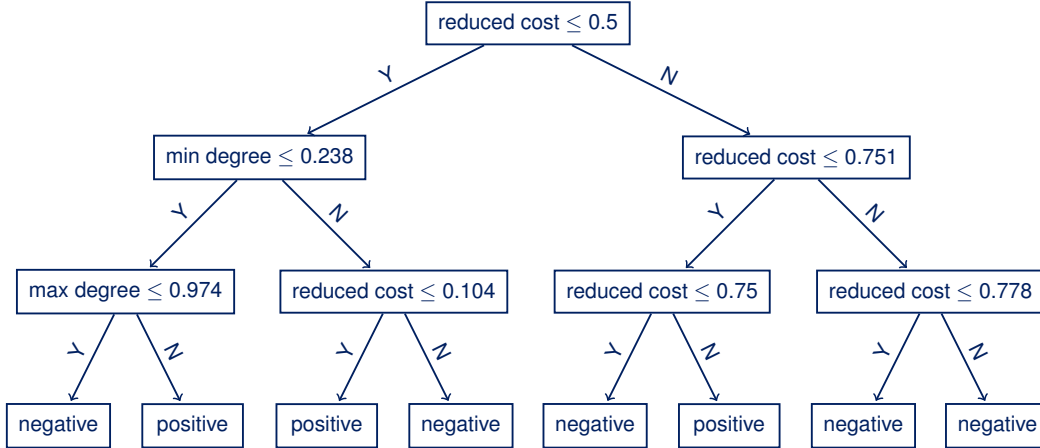 reduced cost ≤ 0.5
Y
N
min degree ≤ 0.238
reduced cost ≤ 0.751
Y
N
Y
N
max degree ≤ 0.974
reduced cost ≤ 0.104
reduced cost ≤ 0.75
reduced cost ≤ 0.778
Y
N
Y
N
Y
N
Y
N
negative
positive
positive
negative
negative
positive
negative
negative